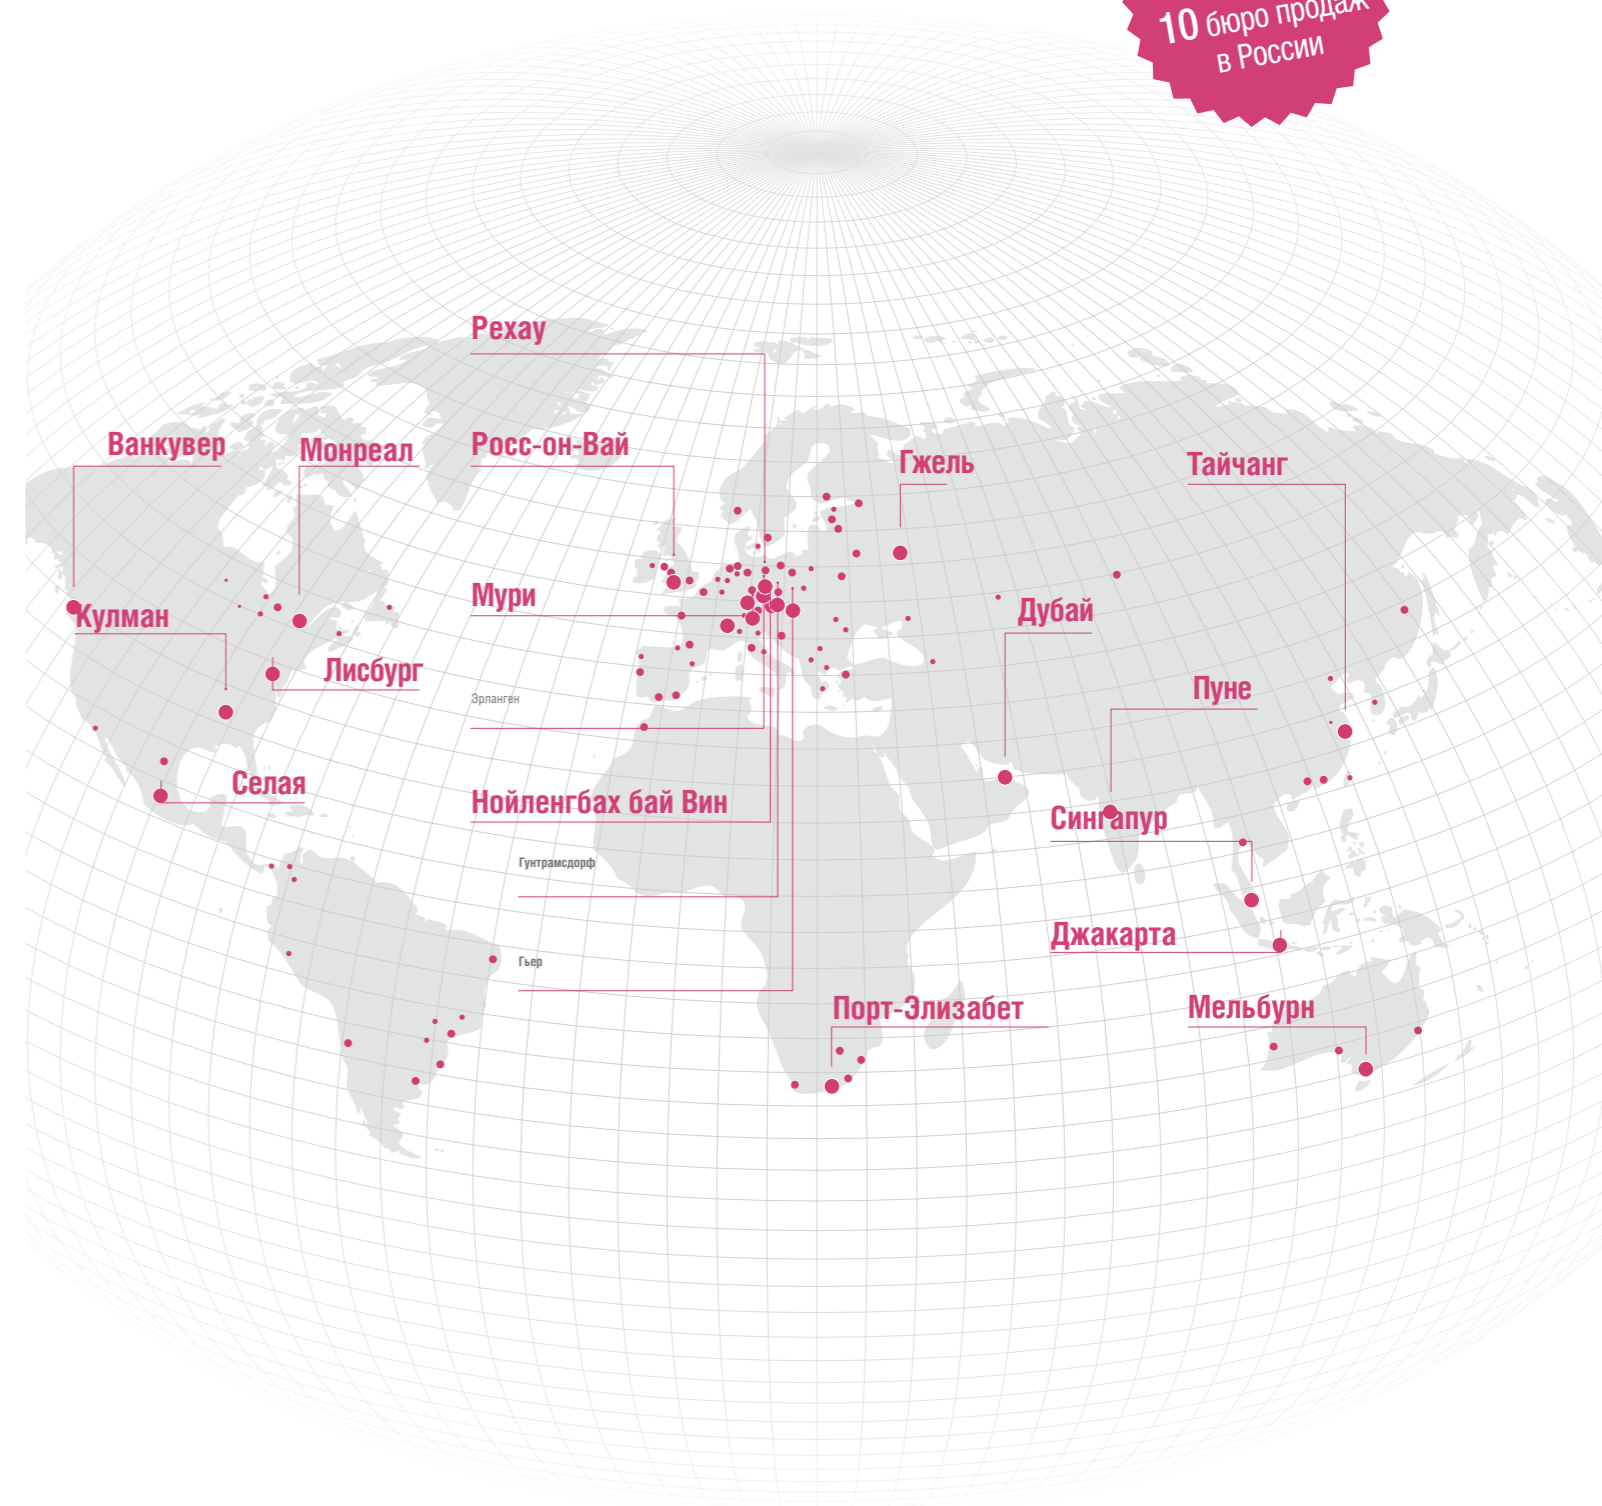 10 бюро продаж
в России
Рехау
Ванкувер
Монреал
Росс-он-Вай
Гжель
Тайчанг
Мури
Кулман
Дубай
Лисбург
Эрланген
Пуне
Селая
Нойленгбах бай Вин
Сингапур
Гунтрамсдорф
Джакарта
Гьер
Порт-Элизабет
Мельбурн